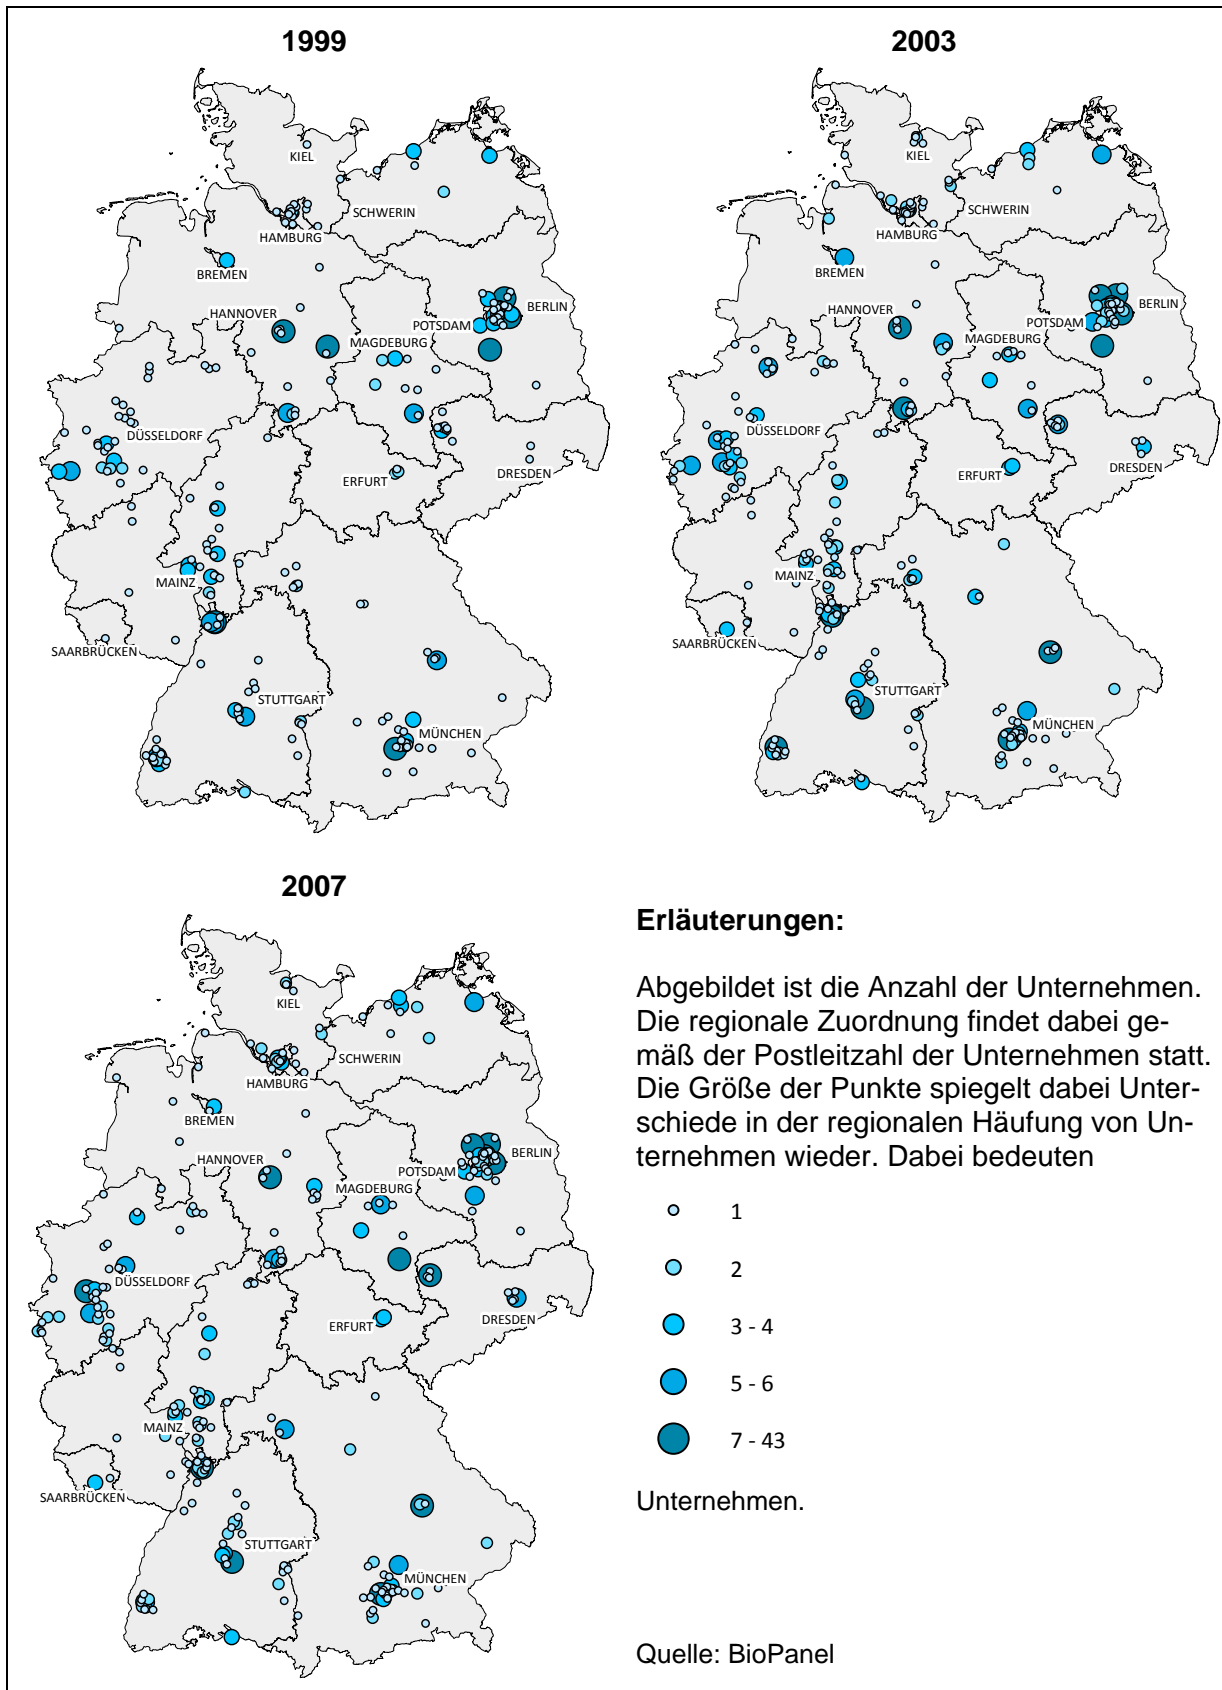 1999
2003
KIEL
SCHWERIN
HAMBURG
BREMEN
HANNOVER
BERLIN
POTSDAM
MAGDEBURG
DÜSSELDORF
ERFURT
DRESDEN
MAINZ
SAARBRÜCKEN
STUTTGART
MÜNCHEN
KIEL
SCHWERIN
HAMBURG
BREMEN
HANNOVER
BERLIN
POTSDAM
MAGDEBURG
DÜSSELDORF
ERFURT
DRESDEN
MAINZ
SAARBRÜCKEN
STUTTGART
MÜNCHEN
2007
KIEL
SCHWERIN
HAMBURG
BREMEN
HANNOVER
BERLIN
POTSDAM
MAGDEBURG
DÜSSELDORF
ERFURT
DRESDEN
MAINZ
SAARBRÜCKEN
STUTTGART
MÜNCHEN
Erläuterungen:
Abgebildet ist die Anzahl der Unternehmen.
Die regionale Zuordnung findet dabei ge-
mäß der Postleitzahl der Unternehmen statt.
Die Größe der Punkte spiegelt dabei Unter-
schiede in der regionalen Häufung von Un-
ternehmen wieder. Dabei bedeuten
1
2
3 - 4
5 - 6
7 - 43
Unternehmen.
Quelle: BioPanel